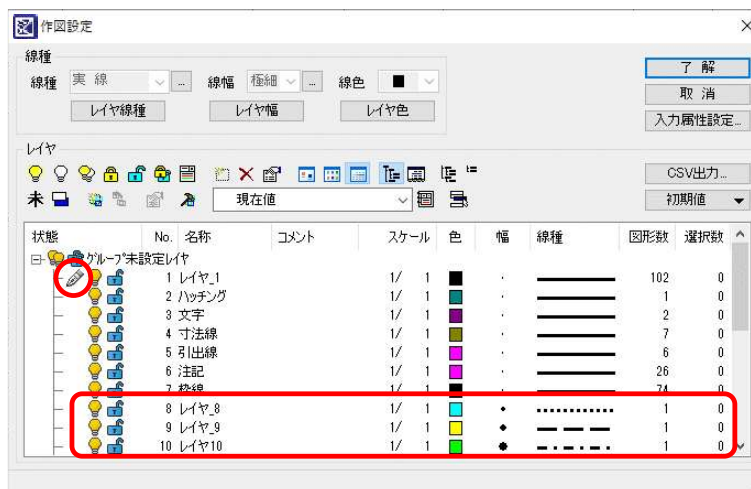 作図設定
線種
線種 実 線 ... 線幅 極細 ... 線色
レイヤ線種 レイヤ幅 レイヤ色
了 解
取 消
入力属性設定...
レイヤ
CSV出力...
未 現在値 初期値
状態 No. 名称 コメント スケール 色 幅 線種 図形数 選択数
グループ未設定レイヤ
1 レイヤ_1 1/ 1 102 0
2 ハッチング 1/ 1 1 0
3 文字 1/ 1 2 0
4 寸法線 1/ 1 7 0
5 引出線 1/ 1 6 0
6 注記 1/ 1 26 0
7 枠線 1/ 1 74 0
8 レイヤ_8 1/ 1 1 0
9 レイヤ_9 1/ 1 1 0
10 レイヤ10 1/ 1 1 0